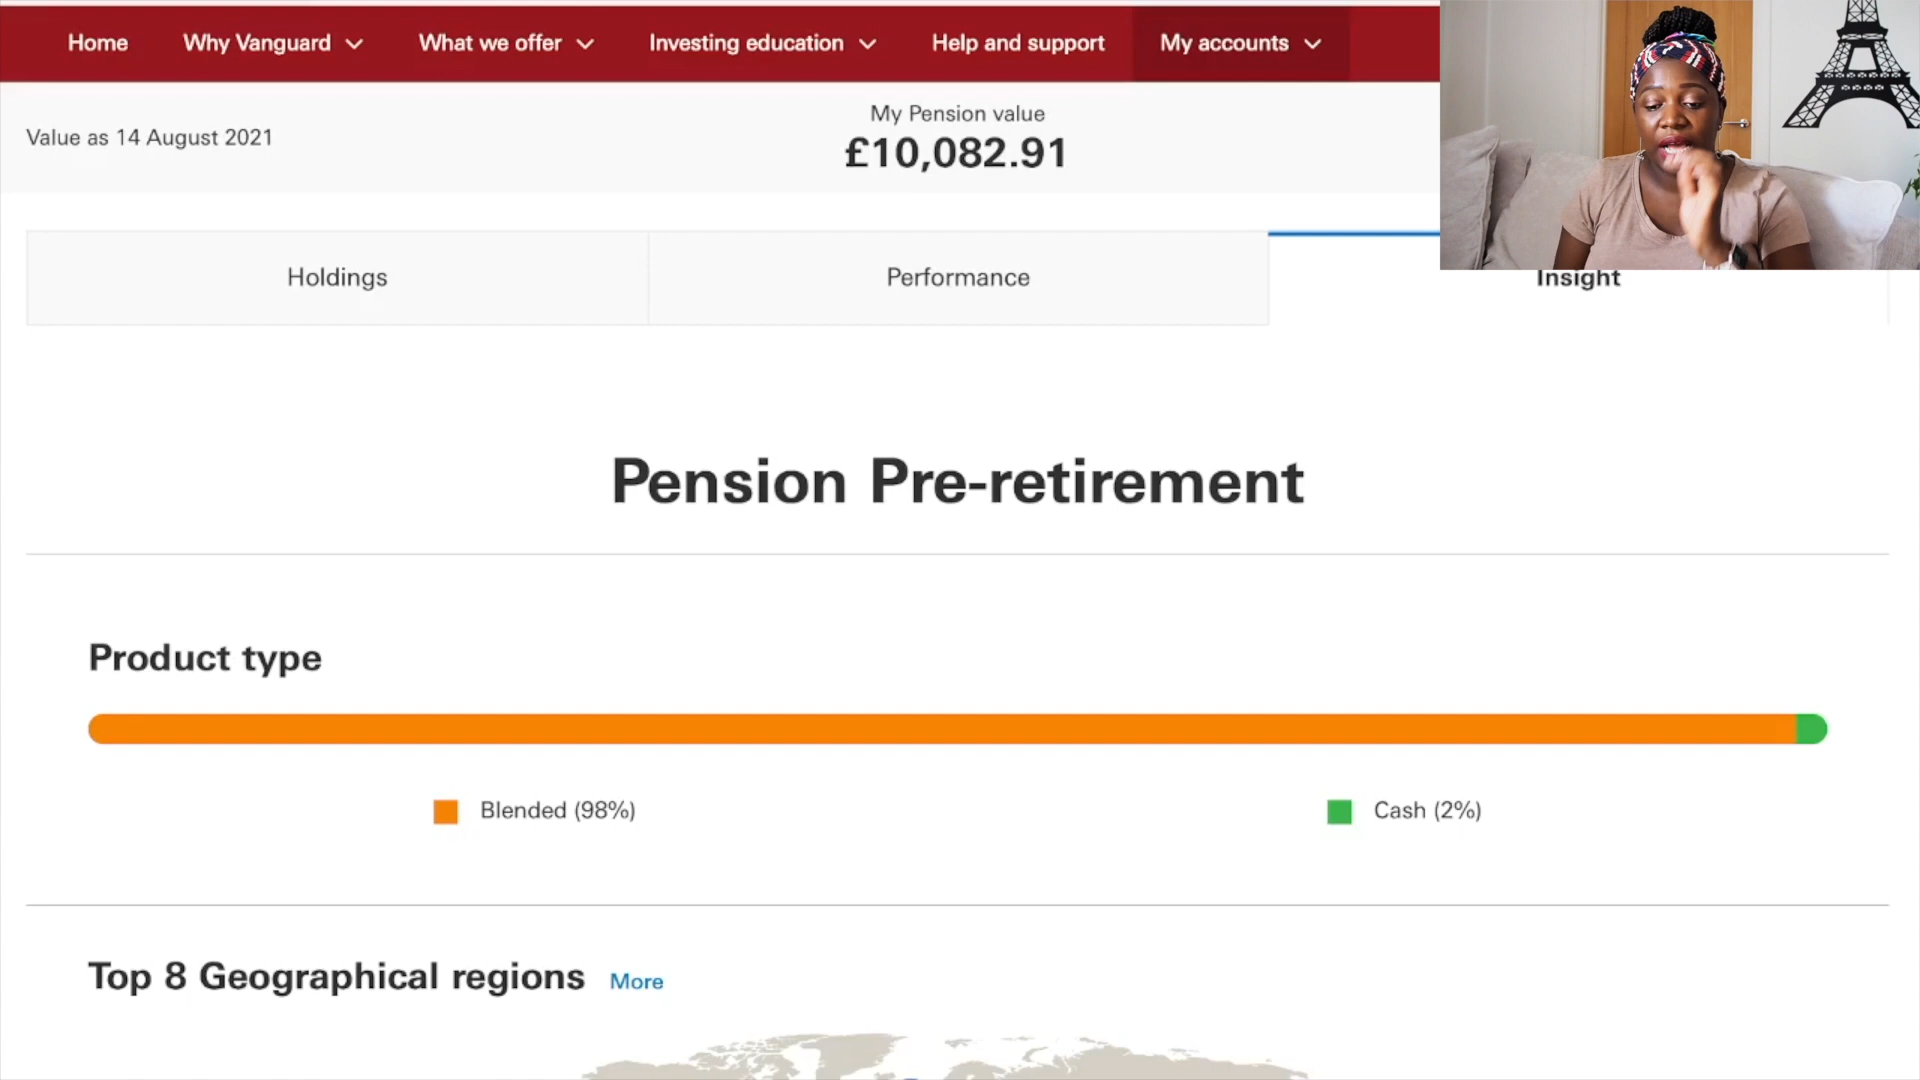 Home Why Vanguard What we offer Investing education Help and support My accounts
Value as 14 August 2021
My Pension value
£10,082.91
Holdings Performance Insight
Pension Pre-retirement
Product type
Blended (98%) Cash (2%)
Top 8 Geographical regions More